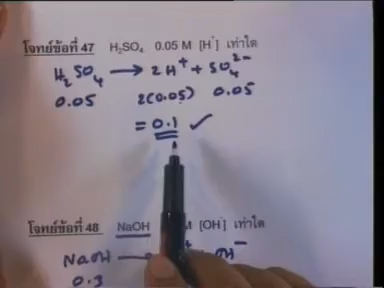 โจทย์ข้อที่ 47 H₂SO₄ 0.05 M [H⁺] เท่าใด
H₂SO₄ → 2H⁺ + SO₄²⁻
0.05 2(0.05) 0.05
= 0.1 ✓
โจทย์ข้อที่ 48 NaOH M [OH⁻] เท่าใด
NaOH OH⁻
0.3